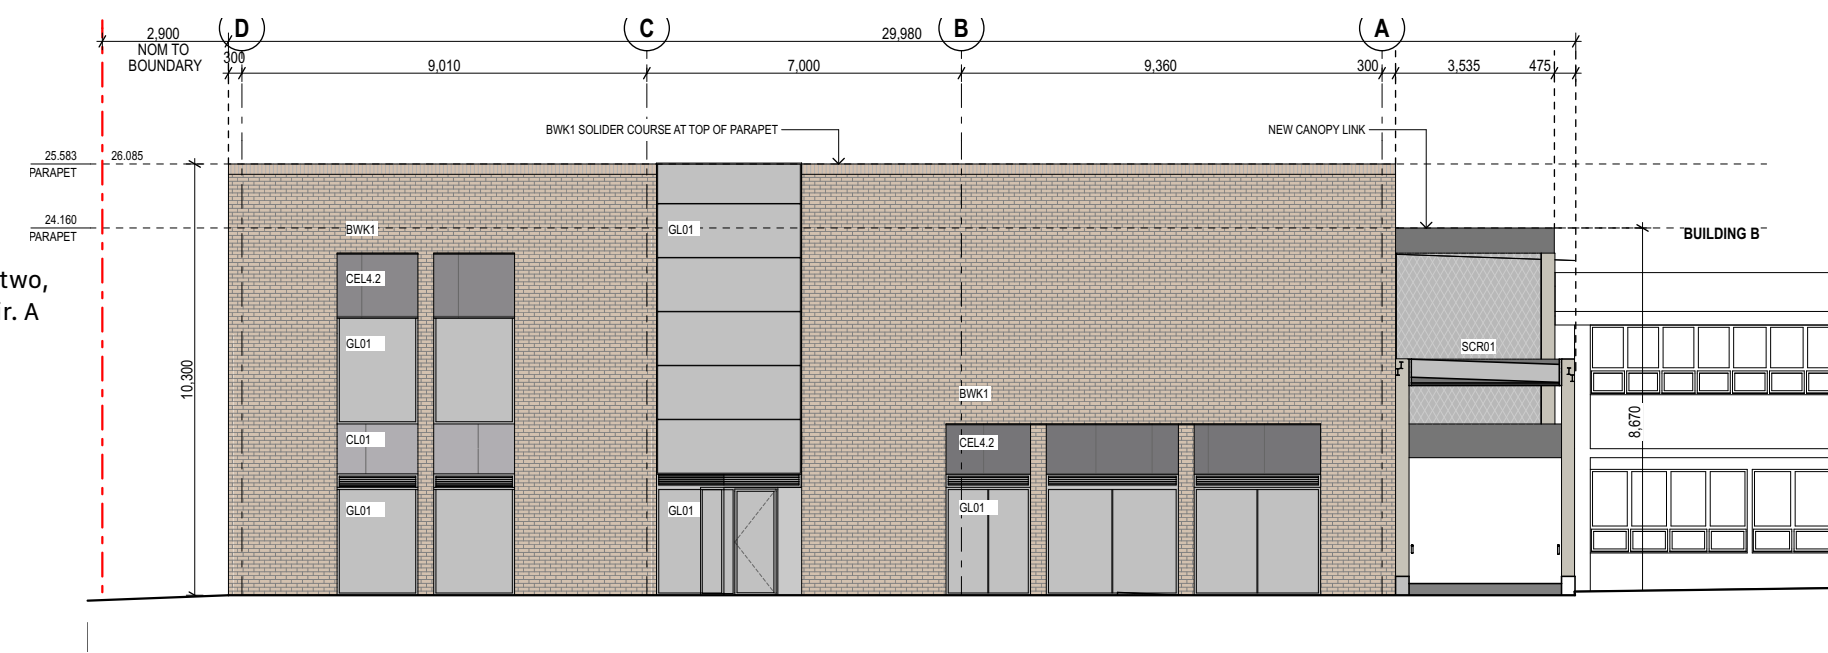 D
C
B
A
2,900
29,980
NOM TO
BOUNDARY
300
9,010
7,000
9,360
300
3,535
475
BWK1 SOLIDER COURSE AT TOP OF PARAPET
NEW CANOPY LINK
25.583
26.085
PARAPET
24.160
PARAPET
BWK1
GL01
BUILDING B
two,
r. A
CEL4.2
GL01
SCR01
10,300
BWK1
8,670
CL01
CEL4.2
GL01
GL01
GL01